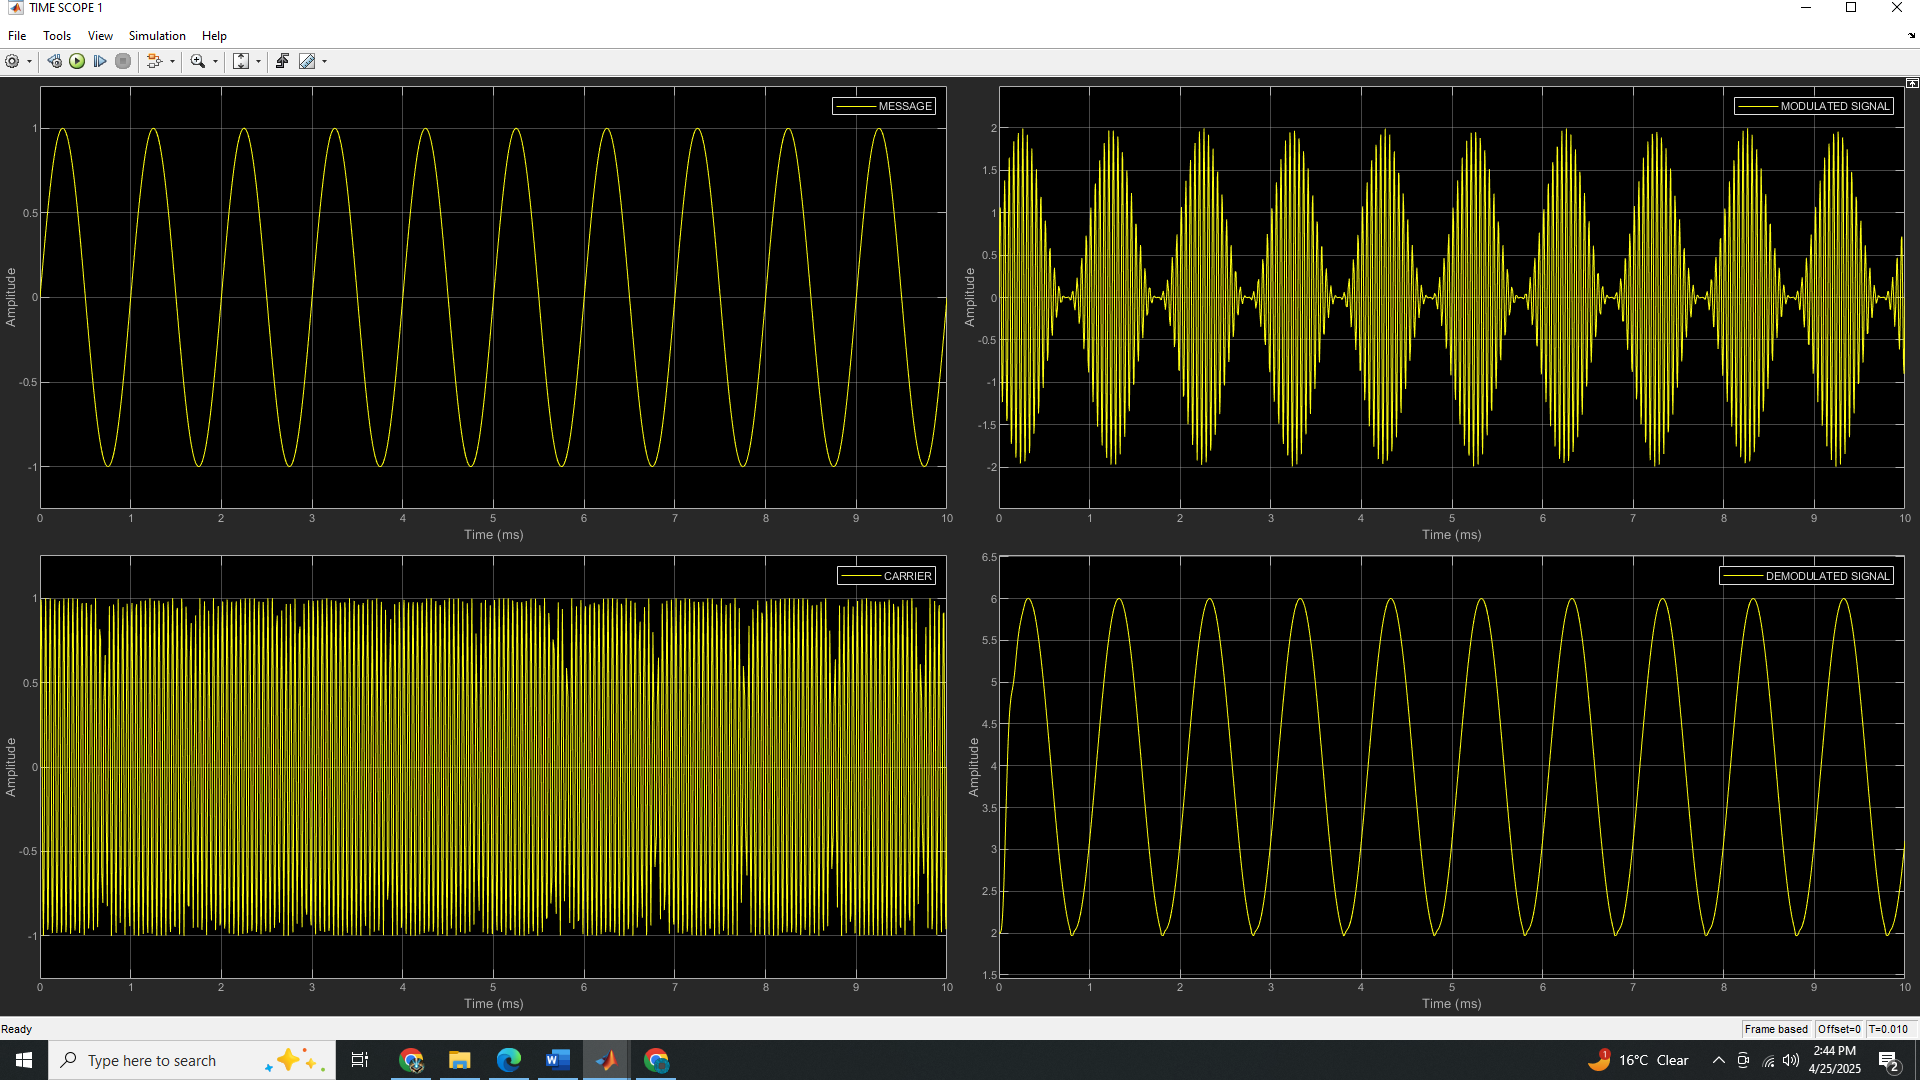 TIME SCOPE 1
File Tools View Simulation Help
MESSAGE
1
0.5
0
-0.5
-1
Amplitude
0 1 2 3 4 5 6 7 8 9 10
Time (ms)
MODULATED SIGNAL
2
1.5
1
0.5
0
-0.5
-1
-1.5
-2
Amplitude
0 1 2 3 4 5 6 7 8 9 10
Time (ms)
CARRIER
1
0.5
0
-0.5
-1
Amplitude
0 1 2 3 4 5 6 7 8 9 10
Time (ms)
DEMODULATED SIGNAL
6.5
6
5.5
5
4.5
4
3.5
3
2.5
2
1.5
Amplitude
0 1 2 3 4 5 6 7 8 9 10
Time (ms)
Ready
Frame based Offset=0 T=0.010
Type here to search
1
16°C Clear
2:44 PM
4/25/2025
2